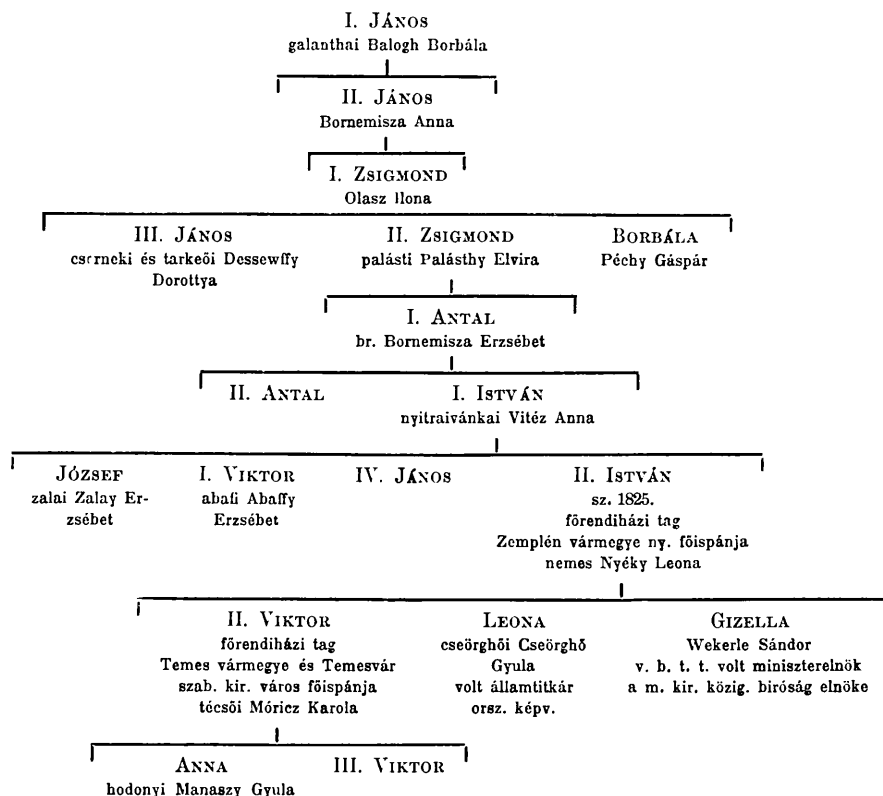 I. JÁNOS
galanthai Balogh Borbála
II. JÁNOS
Bornemisza Anna
I. ZSIGMOND
Olasz Ilona
III. JÁNOS
cserneki és tarkeői Dessewffy
Dorottya
II. ZSIGMOND
palásti Palásthy Elvira
BORBÁLA
Péchy Gáspár
I. ANTAL
br. Bornemisza Erzsébet
II. ANTAL
I. ISTVÁN
nyitraivánkai Vitéz Anna
JÓZSEF
zalai Zalay Er-
zsébet
I. VIKTOR
abafi Abaffy
Erzsébet
IV. JÁNOS
II. ISTVÁN
sz. 1825.
főrendiházi tag
Zemplén vármegye ny. főispánja
nemes Nyéky Leona
II. VIKTOR
főrendiházi tag
Temes vármegye és Temesvár
szab. kir. város főispánja
técsői Móricz Karola
LEONA
cseörghői Cseörghő
Gyula
volt államtitkár
orsz. képv.
GIZELLA
Wekerle Sándor
v. b. t. t. volt miniszterelnök
a m. kir. közig. biróság elnöke
ANNA
hodonyi Manaszy Gyula
III. VIKTOR